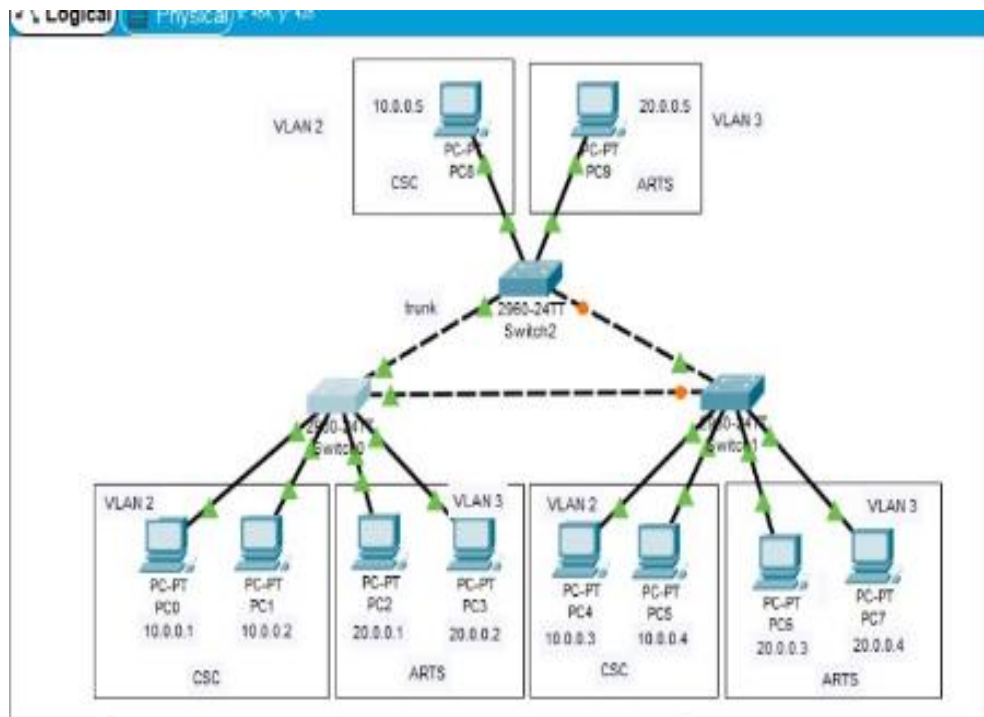 Logical Physical
10.0.0.5
20.0.0.5
VLAN 2
VLAN 3
PC-PT
PC8
PC-PT
PC9
CSC
ARTS
trunk
2960-24TT
Switch2
2960-24TT
Switch0
2960-24TT
Switch1
VLAN 2
VLAN 3
VLAN 2
VLAN 3
PC-PT
PC0
10.0.0.1
PC-PT
PC1
10.0.0.2
PC-PT
PC2
20.0.0.1
PC-PT
PC3
20.0.0.2
PC-PT
PC4
10.0.0.3
PC-PT
PC5
10.0.0.4
PC-PT
PC6
20.0.0.3
PC-PT
PC7
20.0.0.4
CSC
ARTS
CSC
ARTS